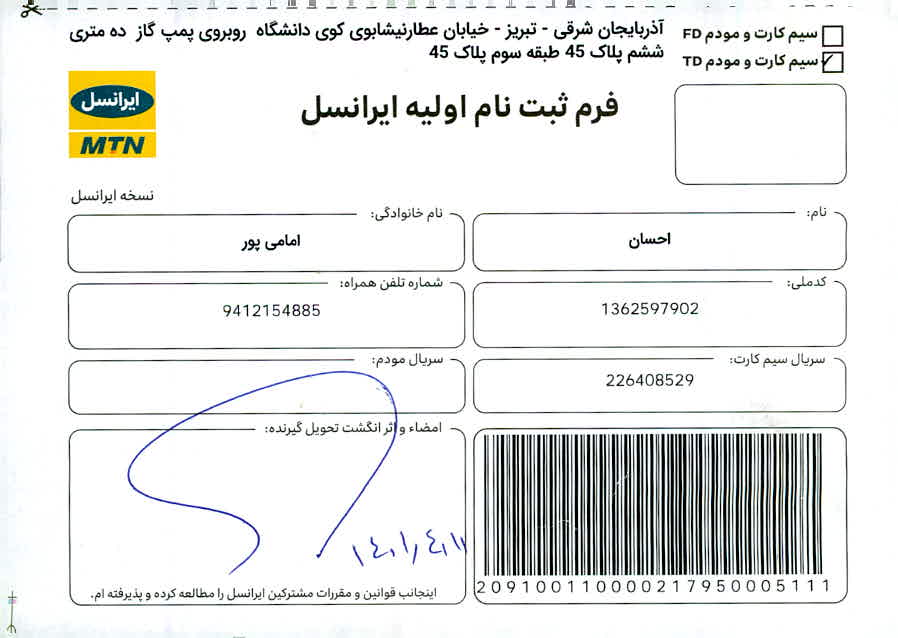 سیم کارت و مودم FD
سیم کارت و مودم TD
آذربایجان شرقی - تبریز - خیابان عطارنیشابوی کوی دانشگاه روبروی پمپ گاز ده متری
ششم پلاک 45 طبقه سوم پلاک 45
ایرانسل
MTN
فرم ثبت نام اولیه ایرانسل
نسخه ایرانسل
نام:
احسان
نام خانوادگی:
امامی پور
کدملی:
1362597902
شماره تلفن همراه:
9412154885
سریال سیم کارت:
226408529
سریال مودم:
امضاء و اثر انگشت تحویل گیرنده:
۱۴۰۱٫۴٫۱۱
اینجانب قوانین و مقررات مشترکین ایرانسل را مطالعه کرده و پذیرفته ام.
209100110000217950005111